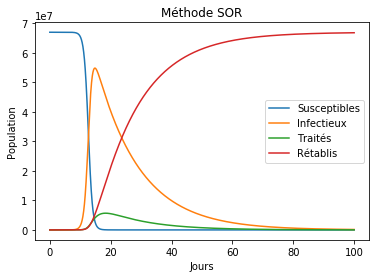 Méthode SOR
1e7
7
6
5
4
3
2
1
0
Population
Susceptibles
Infectieux
Traités
Rétablis
0 20 40 60 80 100
Jours